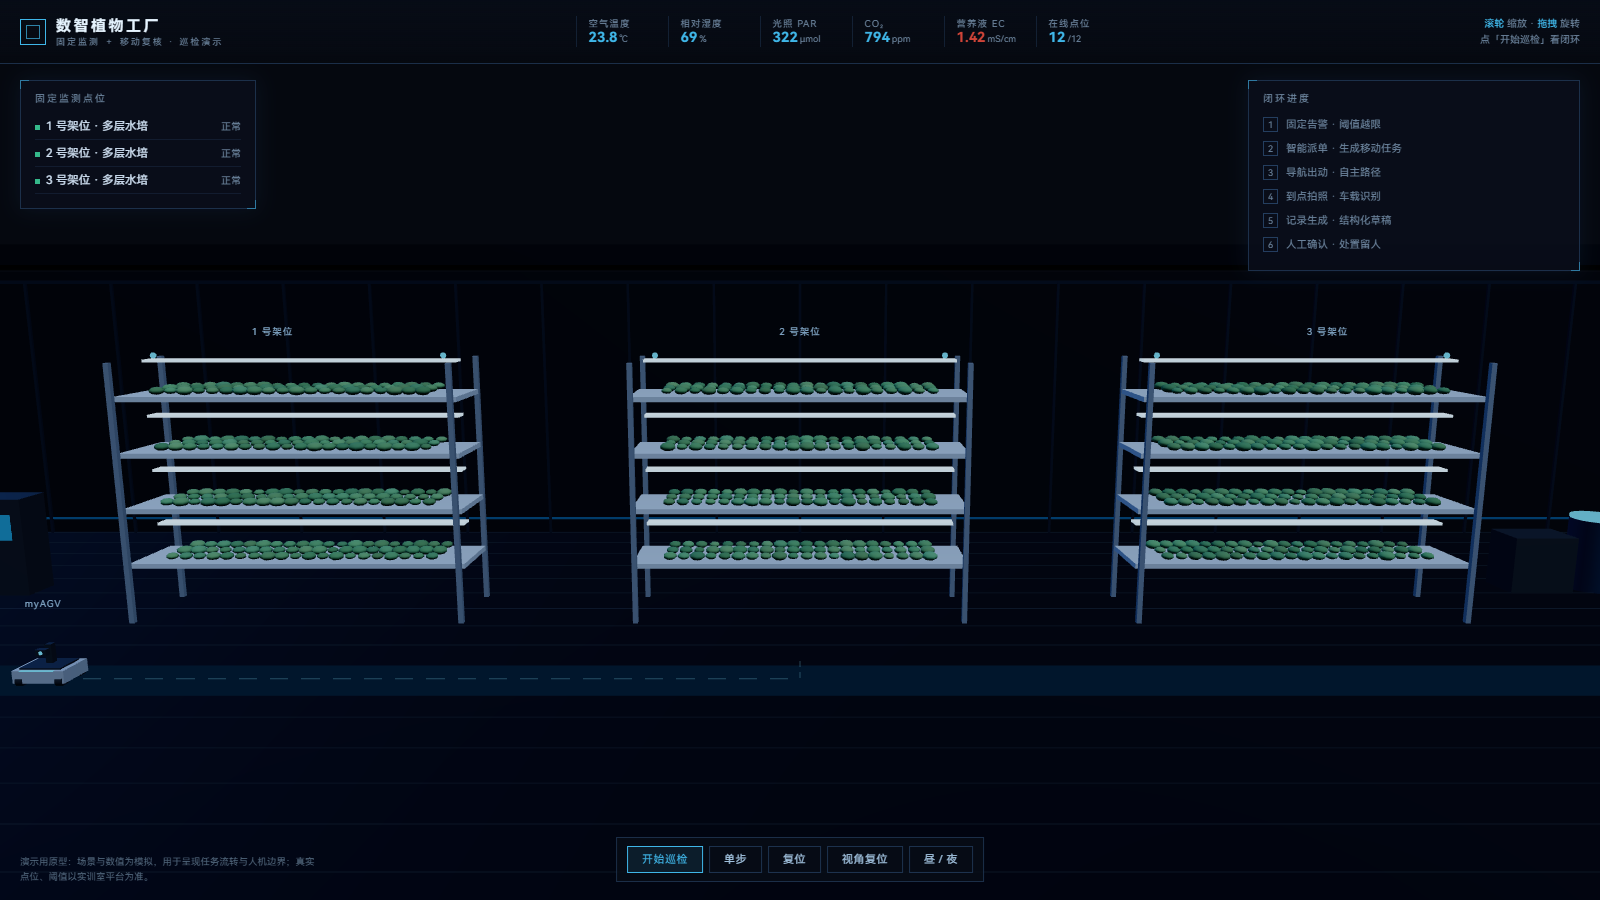 数智植物工厂
固定监测 + 移动复核 · 巡检演示
空气温度
23.8℃
相对湿度
69%
光照 PAR
322 μmol
CO₂
794 ppm
营养液 EC
1.42 mS/cm
在线点位
12 /12
滚轮 缩放 · 拖拽 旋转
点「开始巡检」看闭环
固定监测点位
1 号架位 · 多层水培 正常
2 号架位 · 多层水培 正常
3 号架位 · 多层水培 正常
闭环进度
1 固定告警 · 阈值越限
2 智能派单 · 生成移动任务
3 导航出动 · 自主路径
4 到点拍照 · 车载识别
5 记录生成 · 结构化草稿
6 人工确认 · 处置留人
1 号架位
2 号架位
3 号架位
myAGV
演示用原型：场景与数值为模拟，用于呈现任务流转与人机边界；真实
点位、阈值以实训室平台为准。
开始巡检 单步 复位 视角复位 昼 / 夜